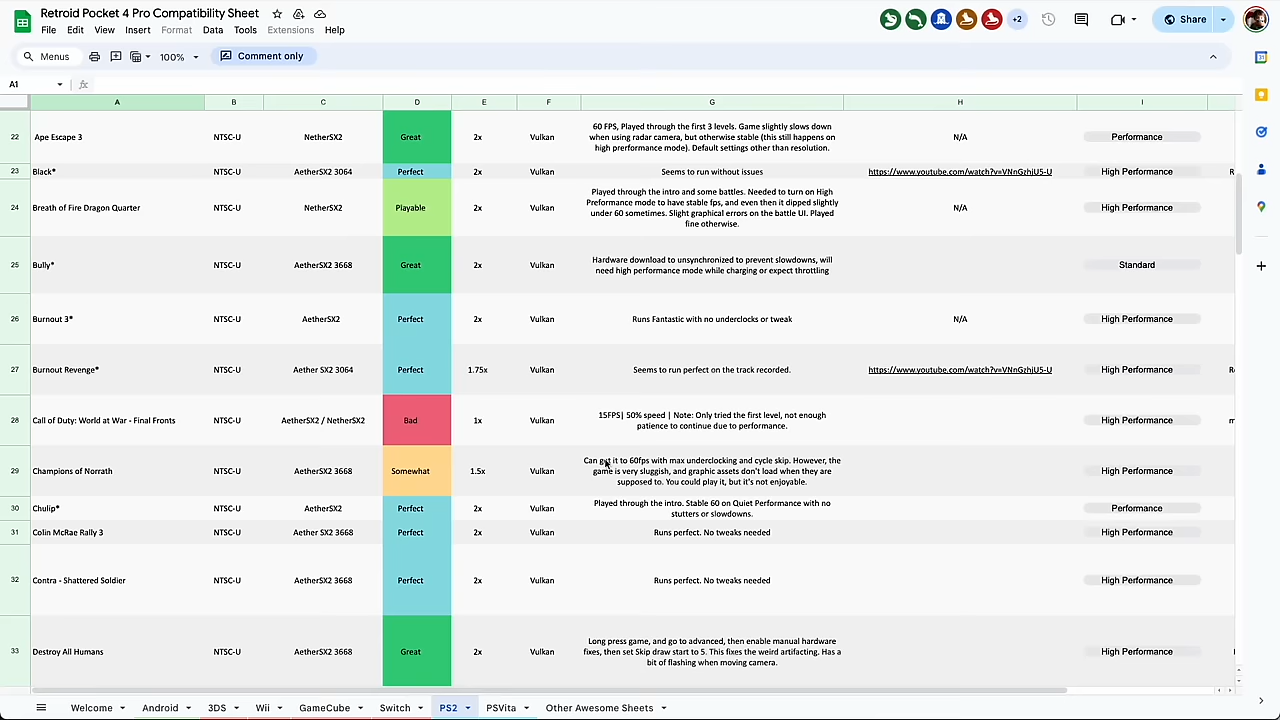 Retroid Pocket 4 Pro Compatibility Sheet
File Edit View Insert Format Data Tools Extensions Help
+2
Share
Menus
100%
Comment only
A1
fx
A B C D E F G H I
22 Ape Escape 3 NTSC-U NetherSX2 Great 2x Vulkan
60 FPS, Played through the first 3 levels. Game slightly slows down
when using radar camera, but otherwise stable (this still happens on
high prerformance mode). Default settings other than resolution.
N/A Performance
23 Black* NTSC-U AetherSX2 3064 Perfect 2x Vulkan Seems to run without issues https://www.youtube.com/watch?v=VNnGzhjU5-U High Performance
24 Breath of Fire Dragon Quarter NTSC-U NetherSX2 Playable 2x Vulkan
Played through the intro and some battles. Needed to turn on High
Preformance mode to have stable fps, and even then it dipped slightly
under 60 sometimes. Slight graphical errors on the battle UI. Played
fine otherwise.
N/A High Performance
25 Bully* NTSC-U AetherSX2 3668 Great 2x Vulkan
Hardware download to unsynchronized to prevent slowdowns, will
need high performance mode while charging or expect throttling
Standard
26 Burnout 3* NTSC-U AetherSX2 Perfect 2x Vulkan Runs Fantastic with no underclocks or tweak N/A High Performance
27 Burnout Revenge* NTSC-U Aether SX2 3064 Perfect 1.75x Vulkan Seems to run perfect on the track recorded. https://www.youtube.com/watch?v=VNnGzhjU5-U High Performance
28 Call of Duty: World at War - Final Fronts NTSC-U AetherSX2 / NetherSX2 Bad 1x Vulkan
15FPS| 50% speed | Note: Only tried the first level, not enough
patience to continue due to performance.
High Performance
29 Champions of Norrath NTSC-U AetherSX2 3668 Somewhat 1.5x Vulkan
Can get it to 60fps with max underclocking and cycle skip. However, the
game is very sluggish, and graphic assets don't load when they are
supposed to. You could play it, but it's not enjoyable.
High Performance
30 Chulip* NTSC-U AetherSX2 Perfect 2x Vulkan
Played through the intro. Stable 60 on Quiet Performance with no
stutters or slowdowns.
Performance
31 Colin McRae Rally 3 NTSC-U Aether SX2 3668 Perfect 2x Vulkan Runs perfect. No tweaks needed High Performance
32 Contra - Shattered Soldier NTSC-U AetherSX2 3668 Perfect 2x Vulkan Runs perfect. No tweaks needed High Performance
33 Destroy All Humans NTSC-U AetherSX2 3668 Great 2x Vulkan
Long press game, and go to advanced, then enable manual hardware
fixes, then set Skip draw start to 5. This fixes the weird artifacting. Has a
bit of flashing when moving camera.
High Performance
Welcome Android 3DS Wii GameCube Switch PS2 PSVita Other Awesome Sheets